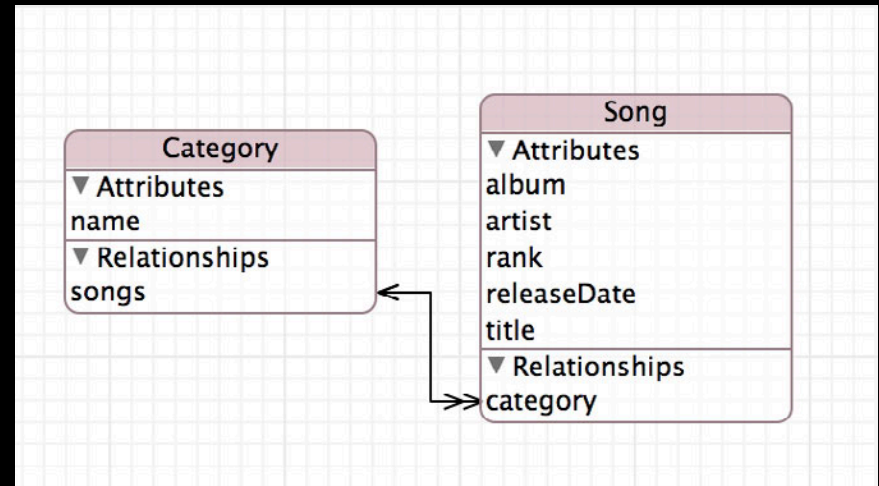 Category
▼ Attributes
name
▼ Relationships
songs
Song
▼ Attributes
album
artist
rank
releaseDate
title
▼ Relationships
category